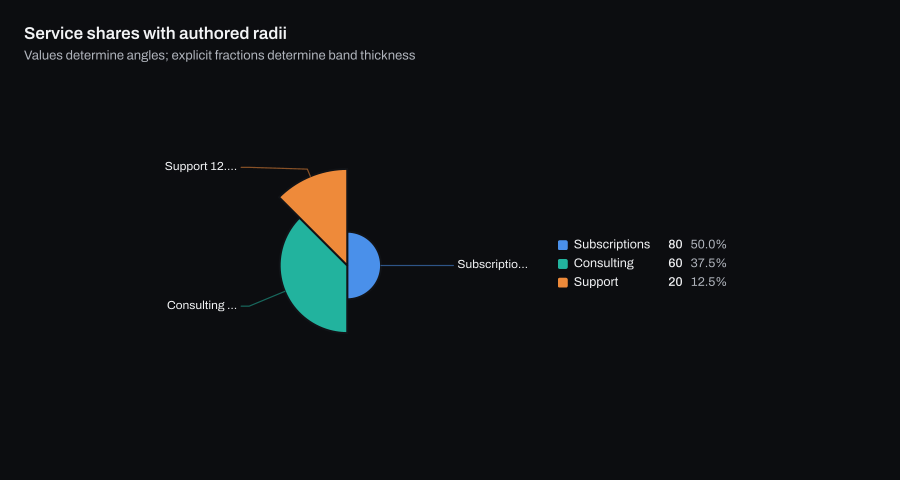 Service shares with authored radii
Values determine angles; explicit fractions determine band thickness
Support 12....
Subscriptio...
Consulting ...
Subscriptions 80 50.0%
Consulting 60 37.5%
Support 20 12.5%